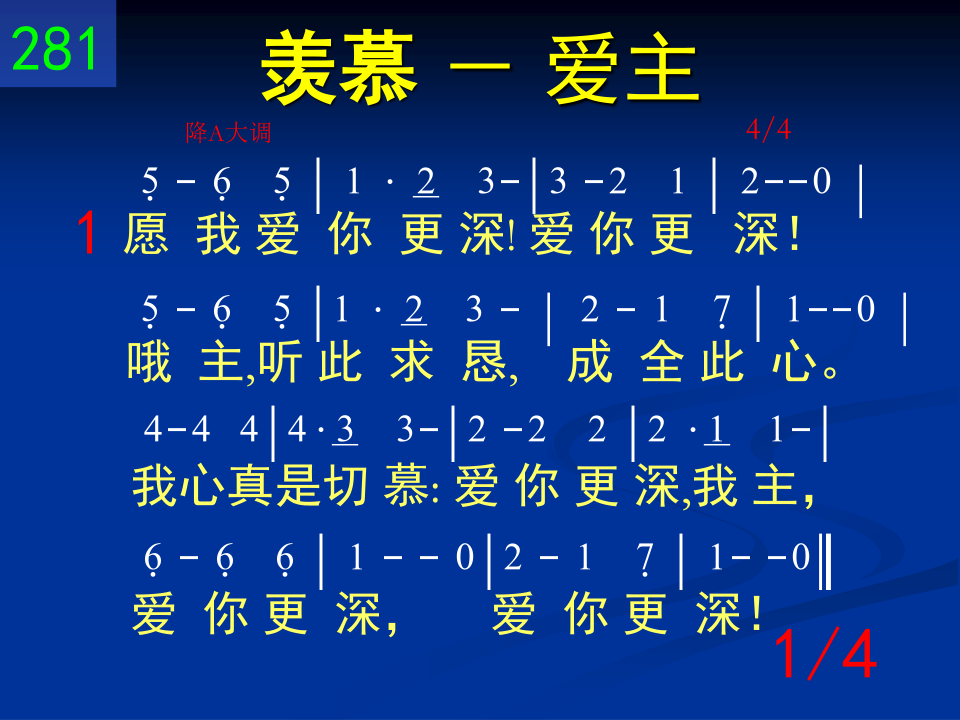 281
羡慕 － 爱主
降A大调 4/4
5̣ - 6̣ 5̣ | 1 · 2̲ 3- | 3 -2 1 | 2--0 |
1 愿 我 爱 你 更 深! 爱 你 更 深!
5̣ - 6̣ 5̣ | 1 · 2̲ 3 - | 2 - 1 7̣ | 1--0 |
哦 主,听 此 求 恳, 成 全 此 心。
4-4 4 | 4 · 3̲ 3- | 2 -2 2 | 2 · 1̲ 1- |
我心真是切 慕: 爱 你 更 深,我 主,
6̣ - 6̣ 6̣ | 1 - - 0 | 2 - 1 7̣ | 1- -0 ‖
爱 你 更 深, 爱 你 更 深!
1/4